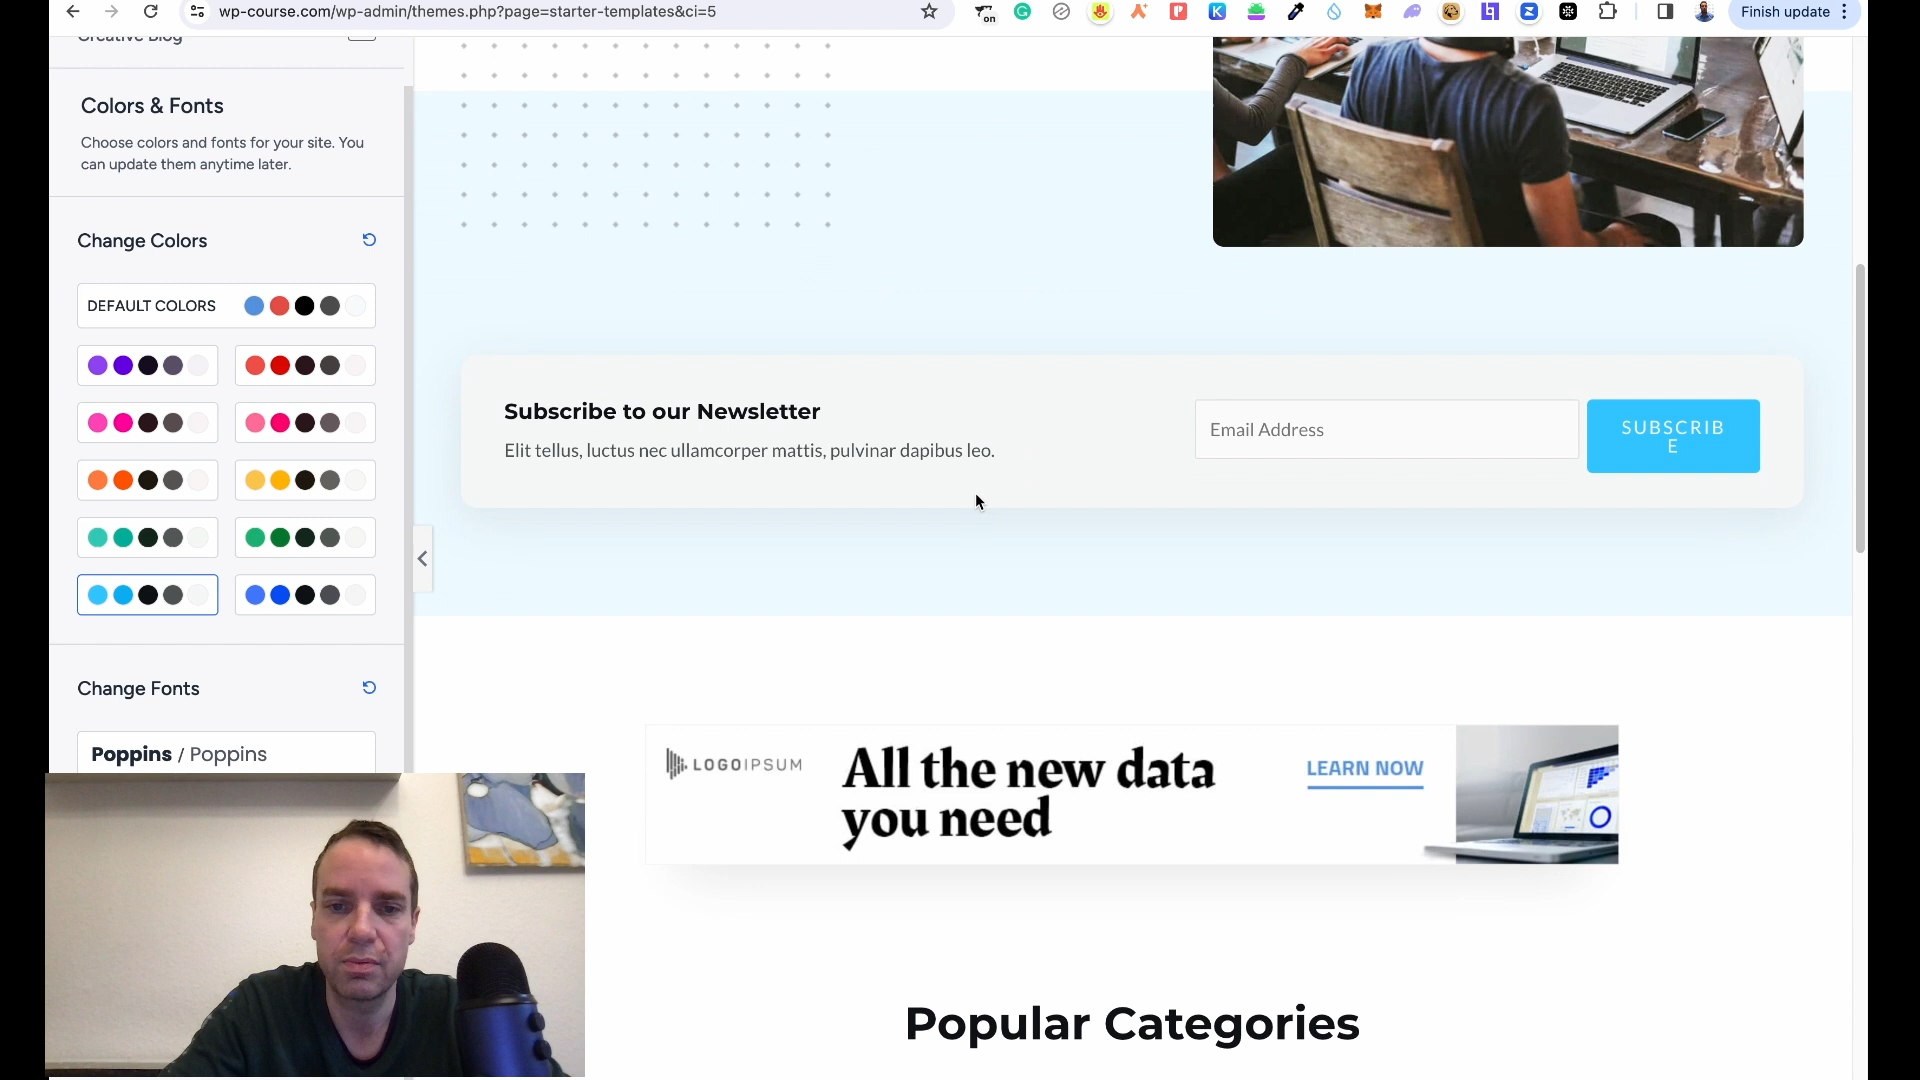 wp-course.com/wp-admin/themes.php?page=starter-templates&ci=5
on
Finish update
Creative Blog
Colors & Fonts
Choose colors and fonts for your site. You
can update them anytime later.
Change Colors
DEFAULT COLORS
Change Fonts
Poppins / Poppins
Subscribe to our Newsletter
Elit tellus, luctus nec ullamcorper mattis, pulvinar dapibus leo.
Email Address
SUBSCRIB
E
LOGOIPSUM
All the new data
you need
LEARN NOW
Popular Categories